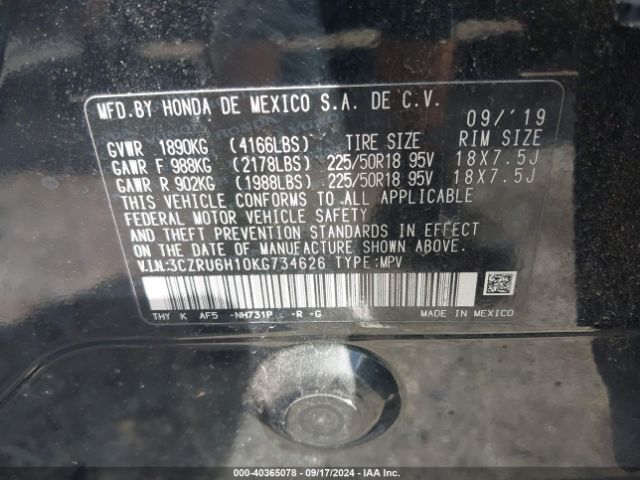 MFD. BY HONDA DE MEXICO S.A. DE C.V. 09/'19
GVWR 1890KG (4166LBS) TIRE SIZE RIM SIZE
GAWR F 988KG (2178LBS) 225/50R18 95V 18X7.5J
GAWR R 902KG (1988LBS) 225/50R18 95V 18X7.5J
THIS VEHICLE CONFORMS TO ALL APPLICABLE
FEDERAL MOTOR VEHICLE SAFETY
AND THEFT PREVENTION STANDARDS IN EFFECT
ON THE DATE OF MANUFACTURE SHOWN ABOVE.
V.I.N:3CZRU6H10KG734626 TYPE:MPV
THY K AF5 -NH731P -R -G MADE IN MEXICO
000-40365078 - 09/17/2024 - IAA Inc.